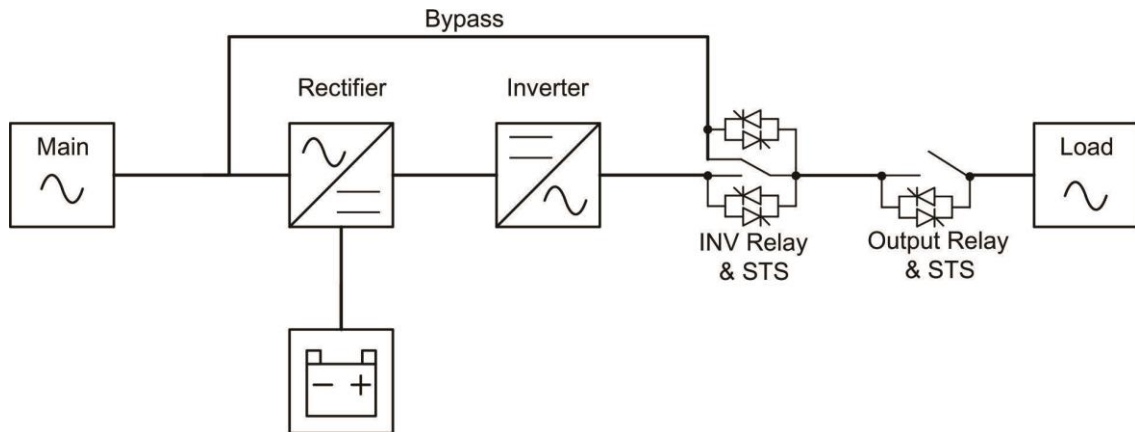 Bypass
Rectifier
Inverter
Main
Load
INV Relay
& STS
Output Relay
& STS